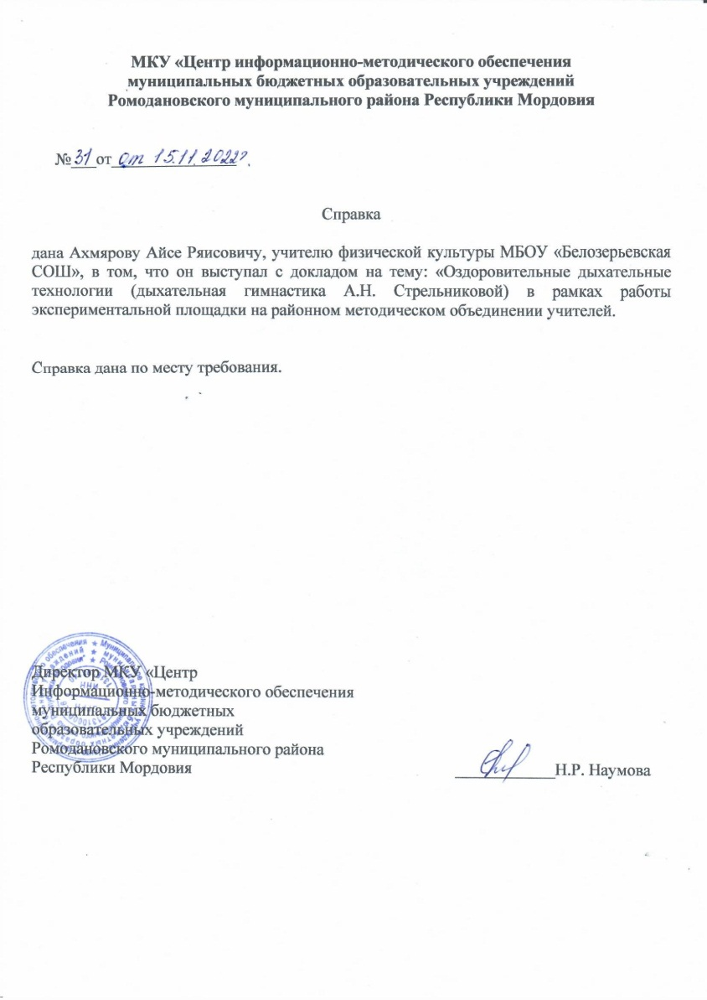 МКУ «Центр информационно-методического обеспечения
муниципальных бюджетных образовательных учреждений
Ромодановского муниципального района Республики Мордовия
№ 31 от от 15.11.2022г.
Справка
дана Ахмярову Айсе Ряисовичу, учителю физической культуры МБОУ «Белозерьевская
СОШ», в том, что он выступал с докладом на тему: «Оздоровительные дыхательные
технологии (дыхательная гимнастика А.Н. Стрельниковой) в рамках работы
экспериментальной площадки на районном методическом объединении учителей.
Справка дана по месту требования.
Директор МКУ «Центр
Информационно-методического обеспечения
муниципальных бюджетных
образовательных учреждений
Ромодановского муниципального района
Республики Мордовия
Н.Р. Наумова